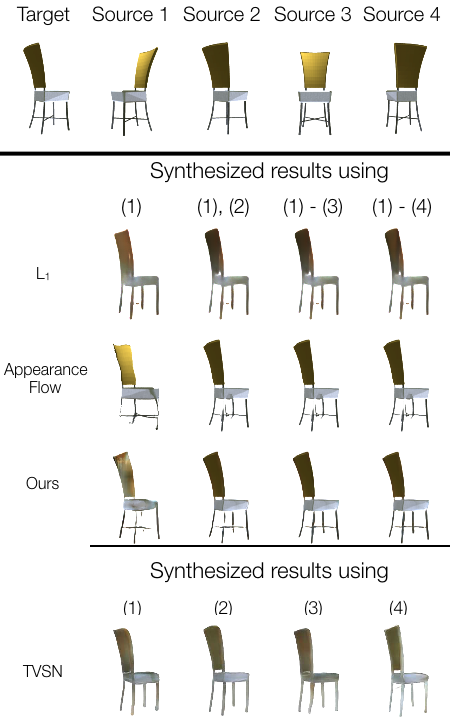 Target Source 1 Source 2 Source 3 Source 4
Synthesized results using
(1) (1), (2) (1) - (3) (1) - (4)
L₁
Appearance
Flow
Ours
Synthesized results using
(1) (2) (3) (4)
TVSN